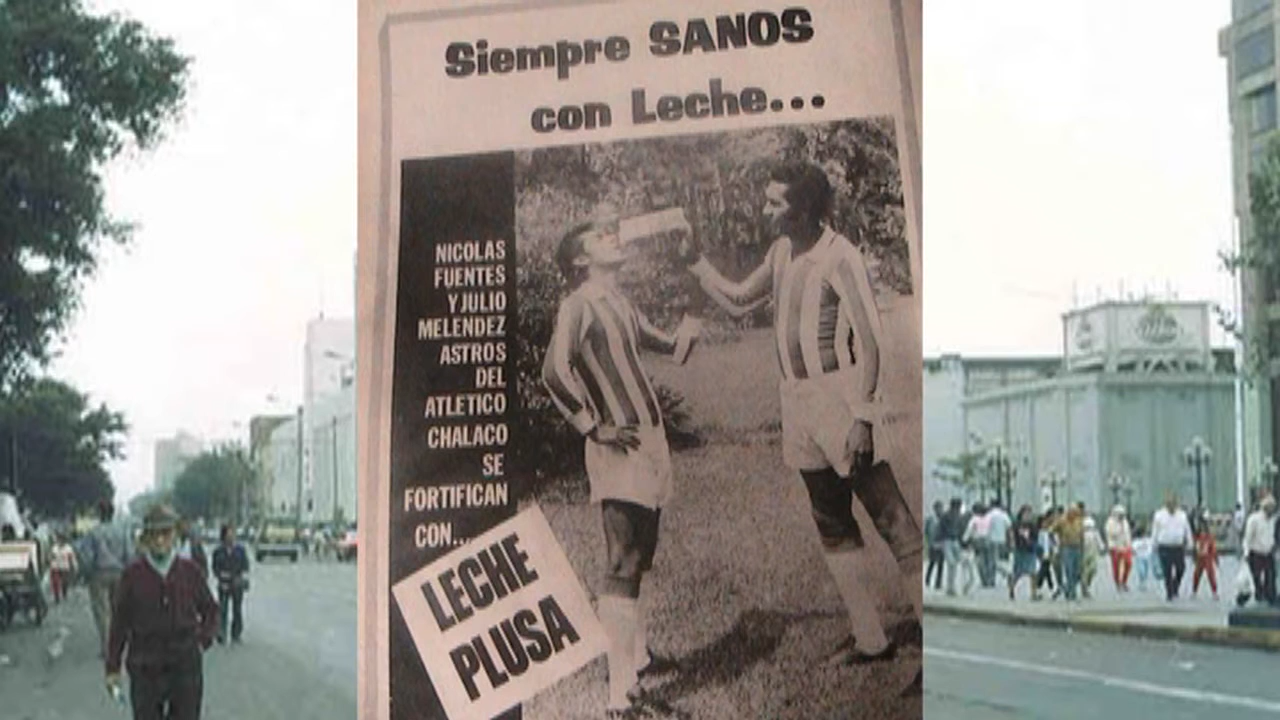 Siempre SANOS
con Leche...
NICOLAS
FUENTES
Y JULIO
MELENDEZ
ASTROS
DEL
ATLETICO
CHALACO
SE
FORTIFICAN
CON...
LECHE
PLUSA